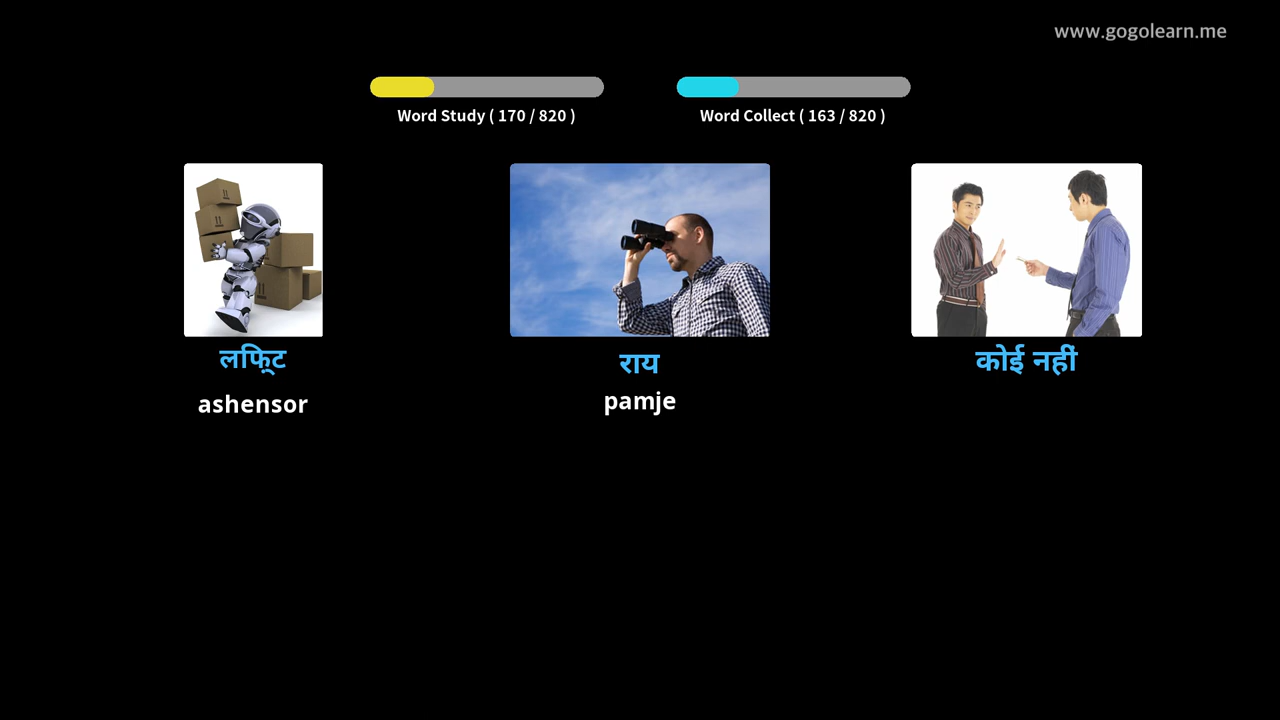 www.gogolearn.me
Word Study ( 170 / 820 )
Word Collect ( 163 / 820 )
लफि्ट
ashensor
राय
pamje
कोई नहीं